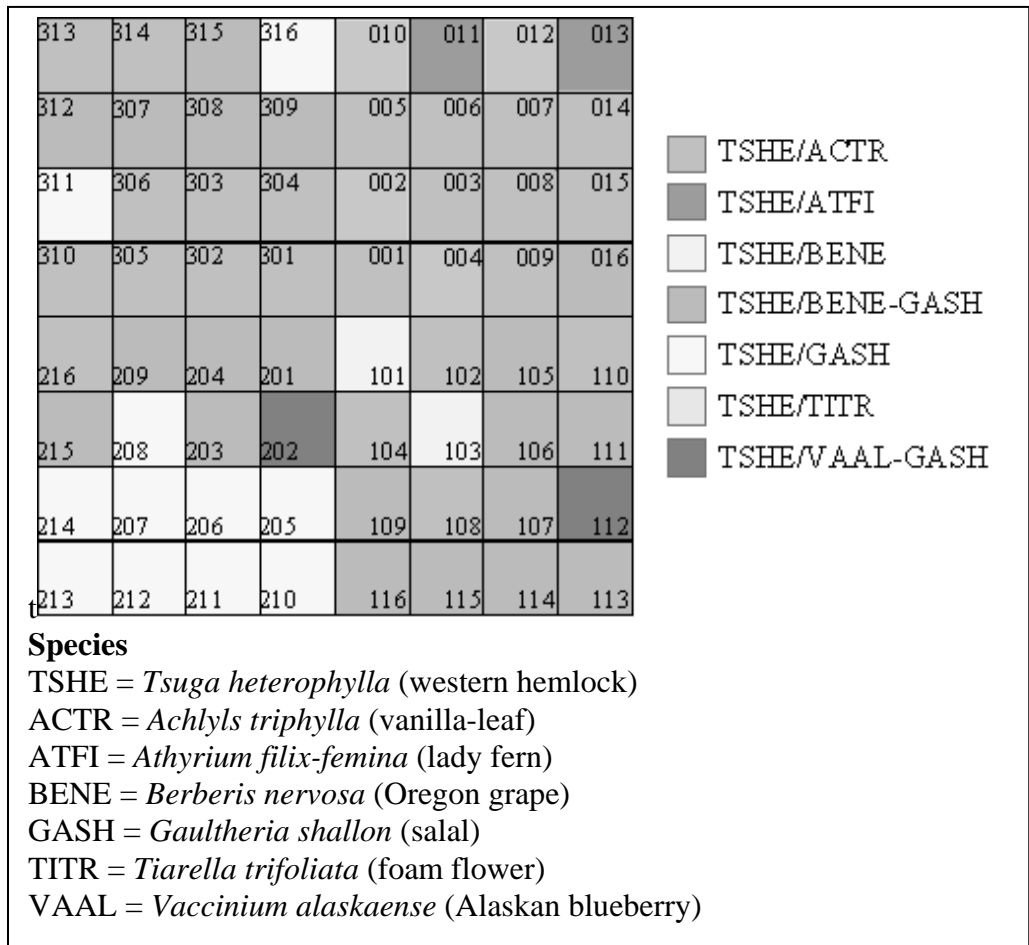 313 314 315 316 010 011 012 013
312 307 308 309 005 006 007 014
311 306 303 304 002 003 008 015
310 305 302 301 001 004 009 016
216 209 204 201 101 102 105 110
215 208 203 202 104 103 106 111
214 207 206 205 109 108 107 112
t213 212 211 210 116 115 114 113
TSHE/ACTR
TSHE/ATFI
TSHE/BENE
TSHE/BENE-GASH
TSHE/GASH
TSHE/TITR
TSHE/VAAL-GASH
Species
TSHE = Tsuga heterophylla (western hemlock)
ACTR = Achlyls triphylla (vanilla-leaf)
ATFI = Athyrium filix-femina (lady fern)
BENE = Berberis nervosa (Oregon grape)
GASH = Gaultheria shallon (salal)
TITR = Tiarella trifoliata (foam flower)
VAAL = Vaccinium alaskaense (Alaskan blueberry)